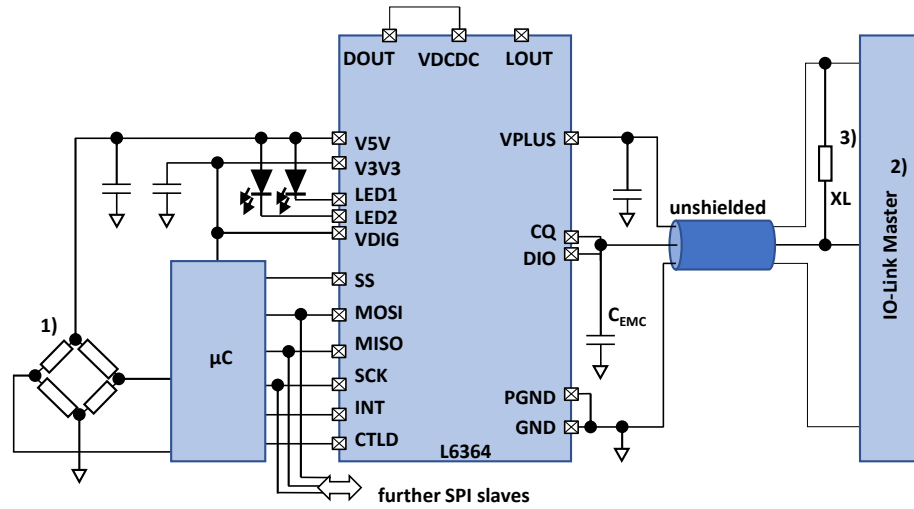 DOUT
VDCDC
LOUT
V5V
V3V3
LED1
LED2
VDIG
SS
MOSI
MISO
SCK
INT
CTLD
VPLUS
CQ
DIO
PGND
GND
L6364
µC
1)
C_EMC
unshielded
3)
XL
2)
IO-Link Master
further SPI slaves